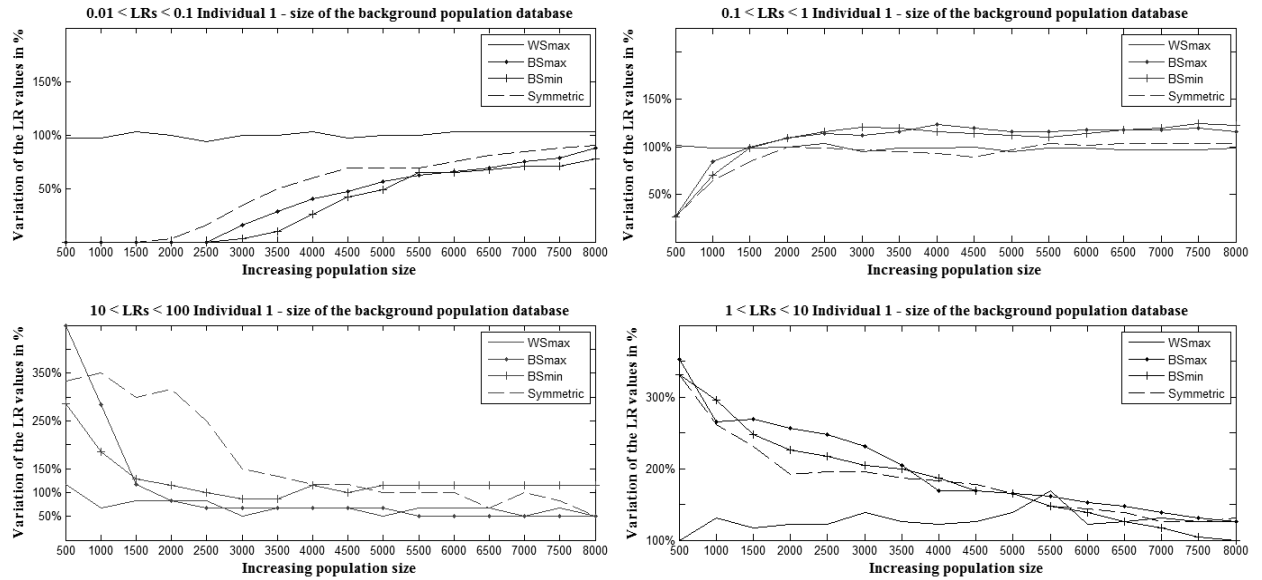 0.01 < LRs < 0.1 Individual 1 - size of the background population database
Variation of the LR values in %
150%
100%
50%
WSmax
BSmax
BSmin
Symmetric
500 1000 1500 2000 2500 3000 3500 4000 4500 5000 5500 6000 6500 7000 7500 8000
Increasing population size
0.1 < LRs < 1 Individual 1 - size of the background population database
Variation of the LR values in %
150%
100%
50%
WSmax
BSmax
BSmin
Symmetric
500 1000 1500 2000 2500 3000 3500 4000 4500 5000 5500 6000 6500 7000 7500 8000
Increasing population size
10 < LRs < 100 Individual 1 - size of the background population database
Variation of the LR values in %
350%
250%
150%
100%
50%
WSmax
BSmax
BSmin
Symmetric
500 1000 1500 2000 2500 3000 3500 4000 4500 5000 5500 6000 6500 7000 7500 8000
Increasing population size
1 < LRs < 10 Individual 1 - size of the background population database
Variation of the LR values in %
300%
200%
150%
100%
WSmax
BSmax
BSmin
Symmetric
500 1000 1500 2000 2500 3000 3500 4000 4500 5000 5500 6000 6500 7000 7500 8000
Increasing population size